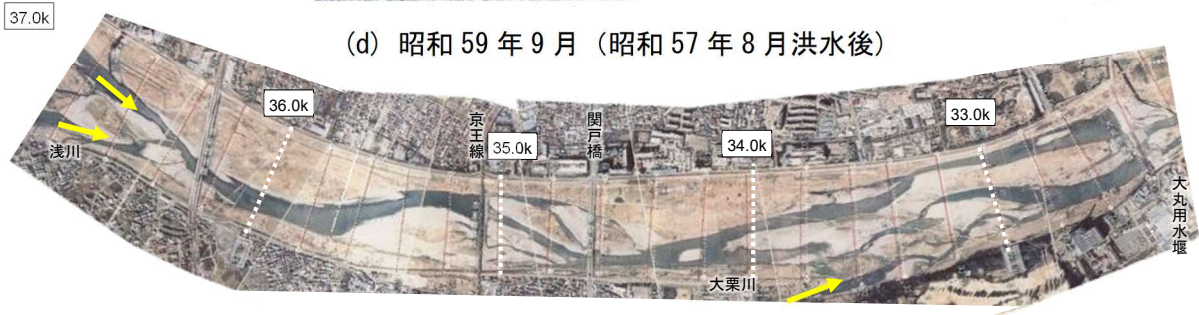 37.0k
(d) 昭和 59 年 9 月（昭和 57 年 8 月洪水後）
36.0k
京王線
35.0k
関戸橋
34.0k
33.0k
浅川
大栗川
大丸用水堰